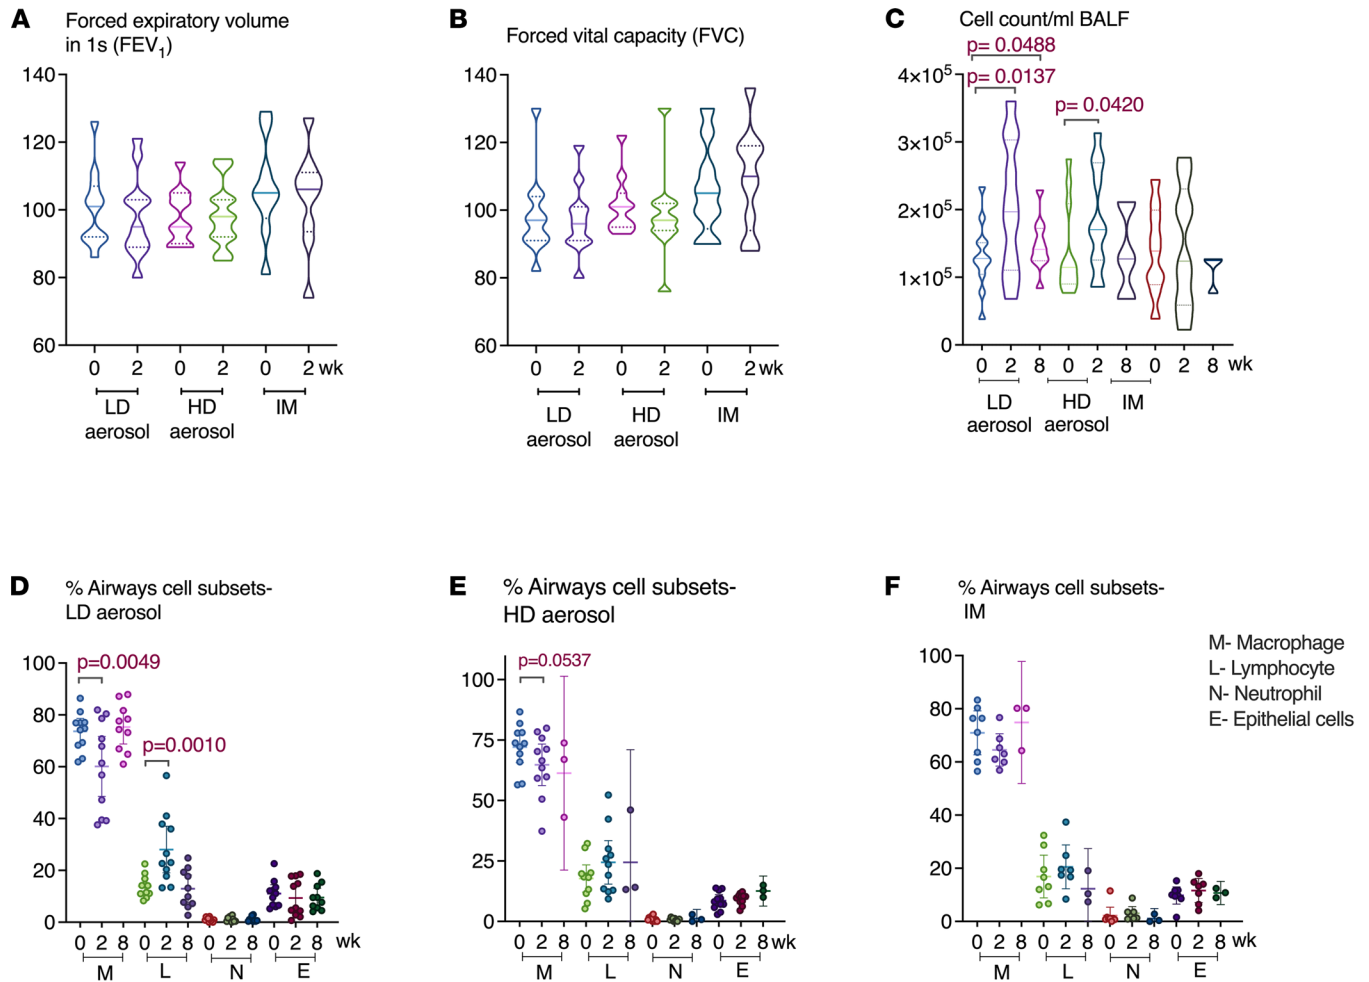 A
Forced expiratory volume
in 1s (FEV1)
140
120
100
80
60
0 2 0 2 0 2 wk
LD aerosol
HD aerosol
IM
B
Forced vital capacity (FVC)
140
120
100
80
60
0 2 0 2 0 2 wk
LD aerosol
HD aerosol
IM
C
Cell count/ml BALF
p= 0.0488
p= 0.0137
p= 0.0420
4×10^5
3×10^5
2×10^5
1×10^5
0
0 2 8 0 2 8 0 2 8 wk
LD aerosol
HD aerosol
IM
D
% Airways cell subsets-
LD aerosol
p=0.0049
p=0.0010
100
80
60
40
20
0
0 2 8 0 2 8 0 2 8 0 2 8 wk
M L N E
E
% Airways cell subsets-
HD aerosol
p=0.0537
100
75
50
25
0
0 2 8 0 2 8 0 2 8 0 2 8 wk
M L N E
F
% Airways cell subsets-
IM
100
80
60
40
20
0
0 2 8 0 2 8 0 2 8 0 2 8 wk
M L N E
M- Macrophage
L- Lymphocyte
N- Neutrophil
E- Epithelial cells